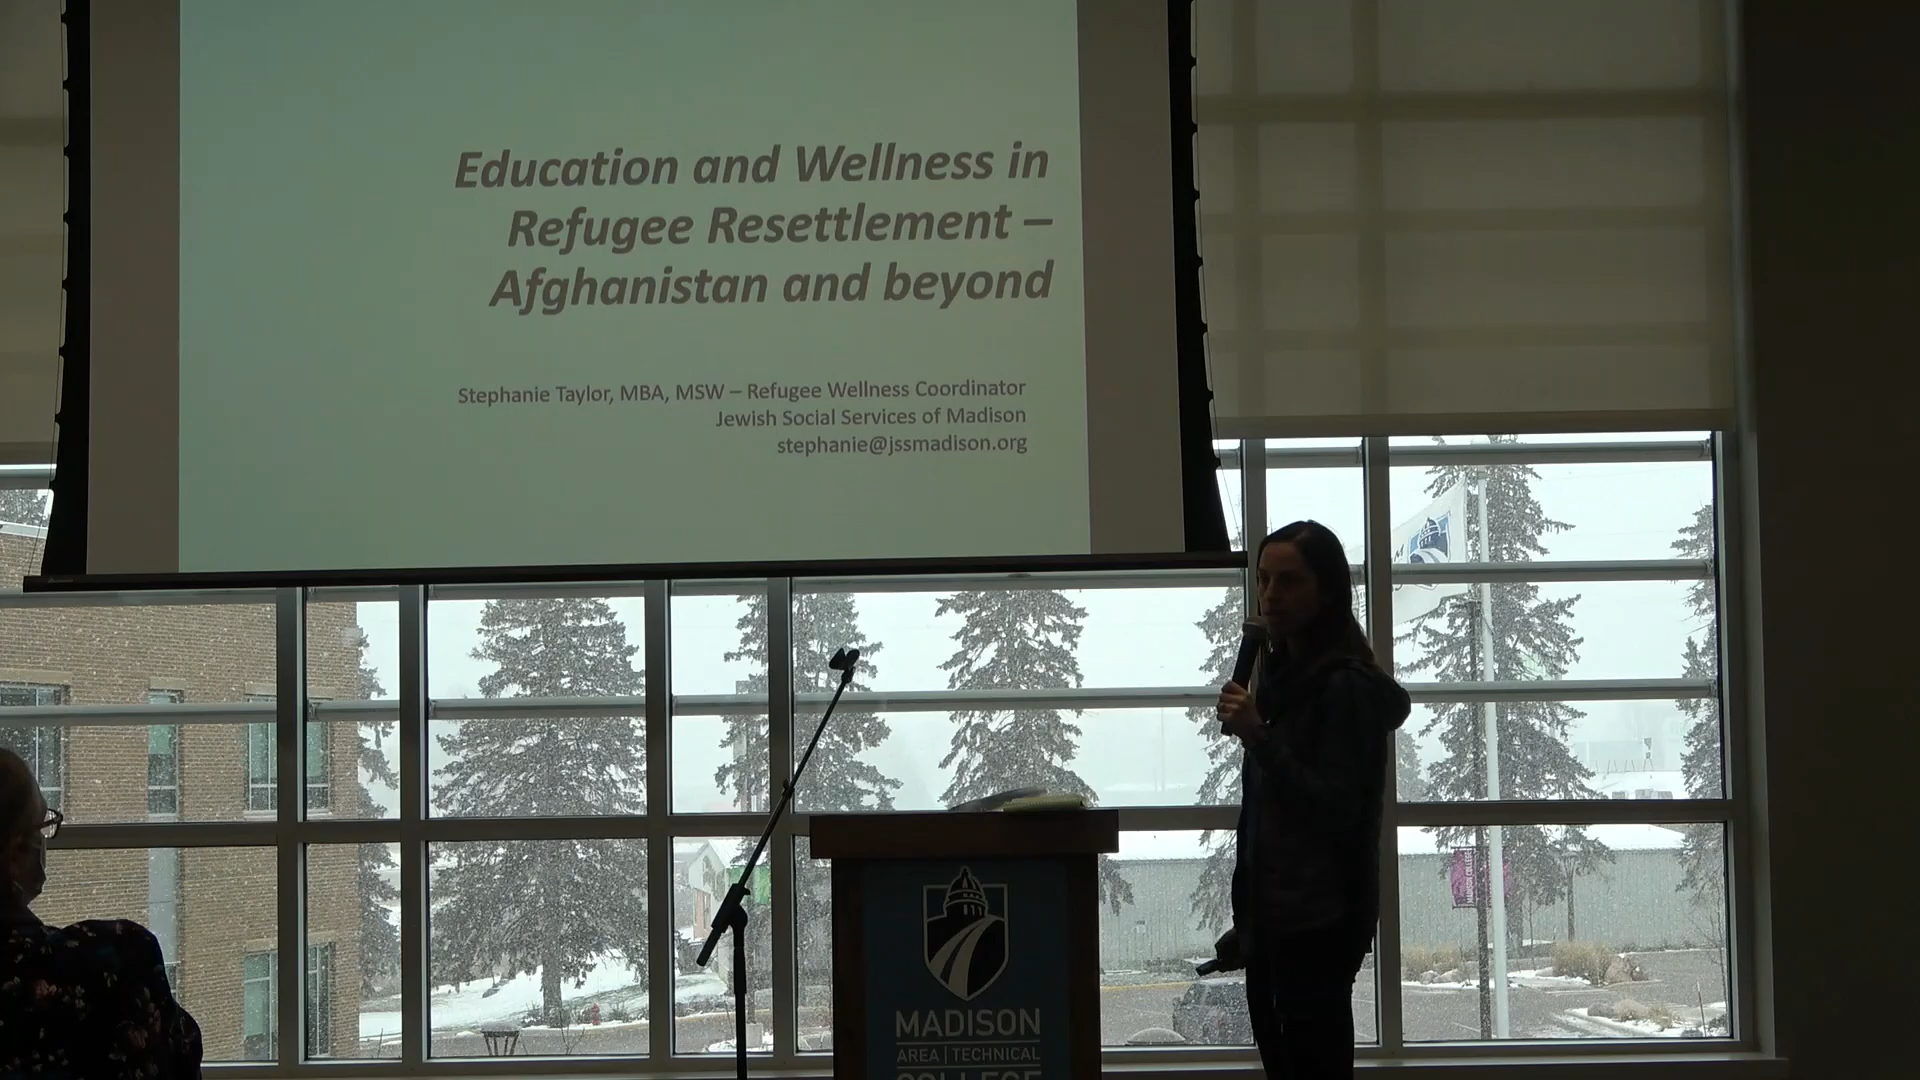 Education and Wellness in
Refugee Resettlement –
Afghanistan and beyond
Stephanie Taylor, MBA, MSW – Refugee Wellness Coordinator
Jewish Social Services of Madison
stephanie@jssmadison.org
MADISON
AREA | TECHNICAL
COLLEGE